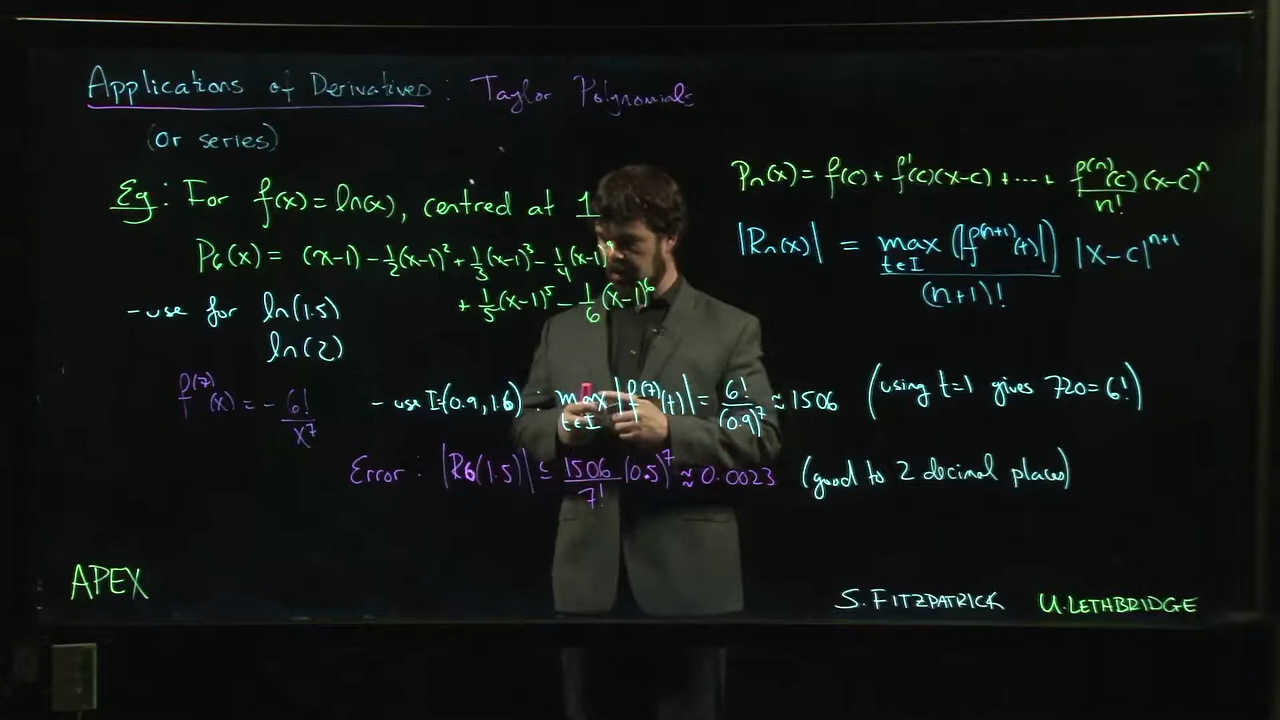 Applications of Derivatives : Taylor Polynomials
(or series)
Eg: For f(x) = ln(x), centred at 1
P₆(x) = (x-1) - 1/2(x-1)² + 1/3(x-1)³ - 1/4(x-1)⁴
+ 1/5(x-1)⁵ - 1/6(x-1)⁶
Pn(x) = f(c) + f'(c)(x-c) + ··· + f⁽ⁿ⁾(c)/n! (x-c)ⁿ
|Rn(x)| = max t∈I (|f⁽ⁿ⁺¹⁾(t)|)/(n+1)! |x-c|ⁿ⁺¹
- use for ln(1.5)
ln(2)
f⁽⁷⁾(x) = - 6!/x⁷
- use I=(0.9, 1.6) : max t∈I |f⁽⁷⁾(t)| = 6!/(0.9)⁷ ≈ 1506 (using t=1 gives 720=6!)
Error : |R6(1.5)| ≤ 1506/7! (0.5)⁷ ≈ 0.0023 (good to 2 decimal places)
APEX
S. FITZPATRICK U. LETHBRIDGE